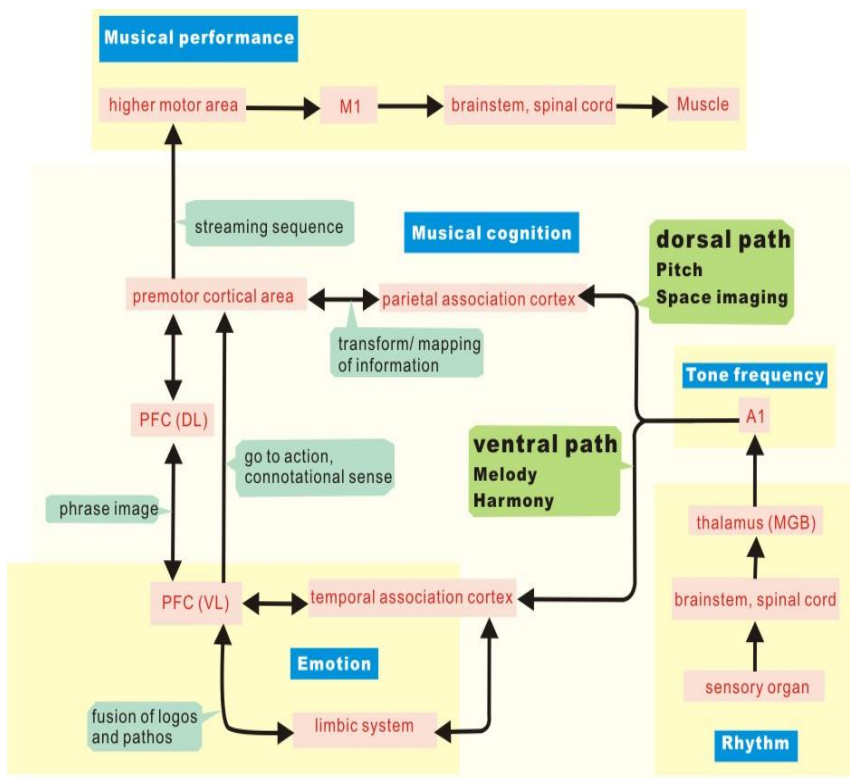 Musical performance
higher motor area
M1
brainstem, spinal cord
Muscle
streaming sequence
Musical cognition
dorsal path
Pitch
Space imaging
premotor cortical area
parietal association cortex
transform/ mapping
of information
Tone frequency
A1
PFC (DL)
ventral path
Melody
Harmony
go to action,
connotational sense
phrase image
thalamus (MGB)
PFC (VL)
temporal association cortex
brainstem, spinal cord
Emotion
sensory organ
fusion of logos
and pathos
limbic system
Rhythm